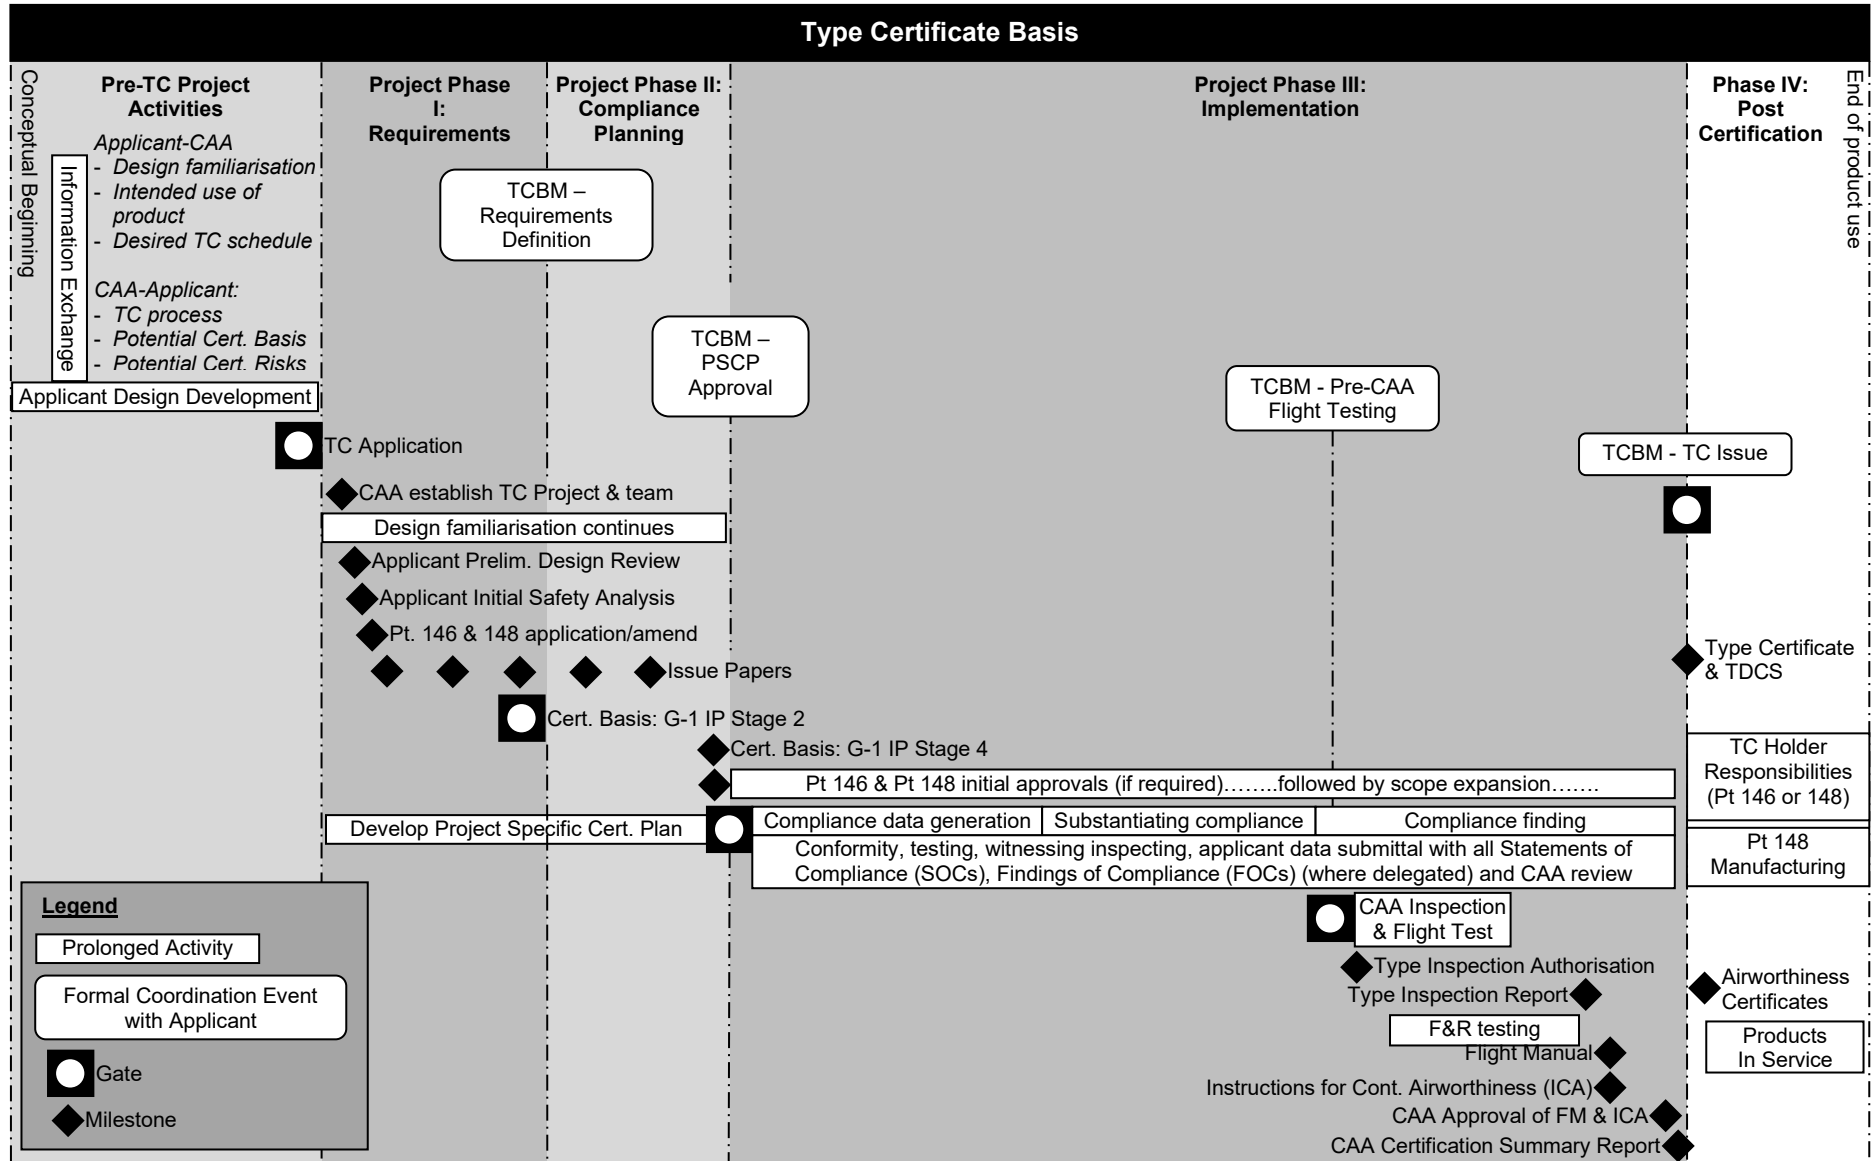 Type Certificate Basis
Conceptual Beginning
Pre-TC Project
Activities
Project Phase
I:
Requirements
Project Phase II:
Compliance
Planning
Project Phase III:
Implementation
Phase IV:
Post
Certification
End of product use
Information Exchange
Applicant-CAA
- Design familiarisation
- Intended use of
product
- Desired TC schedule
CAA-Applicant:
- TC process
- Potential Cert. Basis
- Potential Cert. Risks
Applicant Design Development
TCBM –
Requirements
Definition
TCBM –
PSCP
Approval
TCBM - Pre-CAA
Flight Testing
TCBM - TC Issue
TC Application
CAA establish TC Project & team
Design familiarisation continues
Applicant Prelim. Design Review
Applicant Initial Safety Analysis
Pt. 146 & 148 application/amend
Issue Papers
Type Certificate
& TDCS
Cert. Basis: G-1 IP Stage 2
Cert. Basis: G-1 IP Stage 4
Pt 146 & Pt 148 initial approvals (if required)……..followed by scope expansion…….
TC Holder
Responsibilities
(Pt 146 or 148)
Develop Project Specific Cert. Plan
Compliance data generation
Substantiating compliance
Compliance finding
Conformity, testing, witnessing inspecting, applicant data submittal with all Statements of
Compliance (SOCs), Findings of Compliance (FOCs) (where delegated) and CAA review
Pt 148
Manufacturing
CAA Inspection
& Flight Test
Type Inspection Authorisation
Type Inspection Report
F&R testing
Flight Manual
Instructions for Cont. Airworthiness (ICA)
CAA Approval of FM & ICA
CAA Certification Summary Report
Airworthiness
Certificates
Products
In Service
Legend
Prolonged Activity
Formal Coordination Event
with Applicant
Gate
Milestone